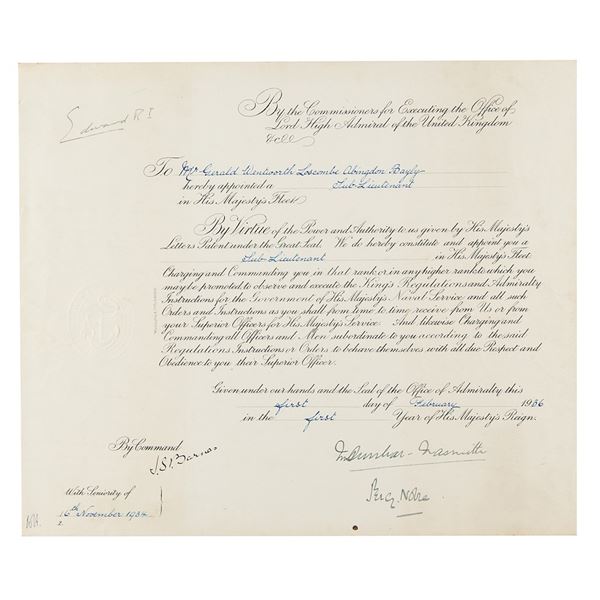 Edward R I
By the Commissioners for Executing the Office of
Lord High Admiral of the United Kingdom
&c &c &c
To Mr Gerald Wentworth Loscombe Abingdon Bayly
hereby appointed a Sub-Lieutenant
in His Majesty's Fleet
By Virtue of the Power and Authority to us given by His Majesty's
Letters Patent under the Great Seal. We do hereby constitute and appoint you a
Sub-Lieutenant in His Majesty's Fleet.
Charging and Commanding you in that rank or in any higher rank to which you
may be promoted, to observe and execute the King's Regulations and Admiralty
Instructions for the Government of His Majesty's Naval Service and all such
Orders and Instructions as you shall from time to time receive from Us or from
your Superior Officers for His Majesty's Service. And likewise Charging and
Commanding all Officers and Men subordinate to you according to the said
Regulations Instructions or Orders, to behave themselves with all due Respect and
Obedience to you their Superior Officer.
Given under our hands and the Seal of the Office of Admiralty this
first day of February 1936
in the first Year of His Majesty's Reign.
By Command
J.S. Barnes
M Dunbar-Nasmith
Percy Noble
With Seniority of
16th November 1934
2.